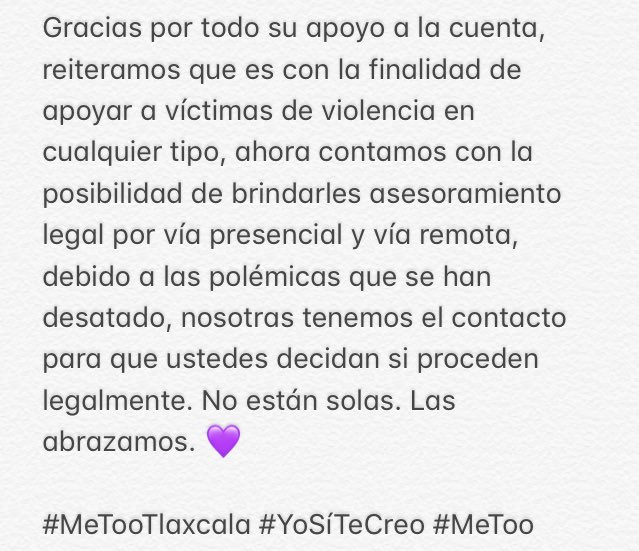 Gracias por todo su apoyo a la cuenta,
reiteramos que es con la finalidad de
apoyar a víctimas de violencia en
cualquier tipo, ahora contamos con la
posibilidad de brindarles asesoramiento
legal por vía presencial y vía remota,
debido a las polémicas que se han
desatado, nosotras tenemos el contacto
para que ustedes decidan si proceden
legalmente. No están solas. Las
abrazamos. 💜
#MeTooTlaxcala #YoSíTeCreo #MeToo